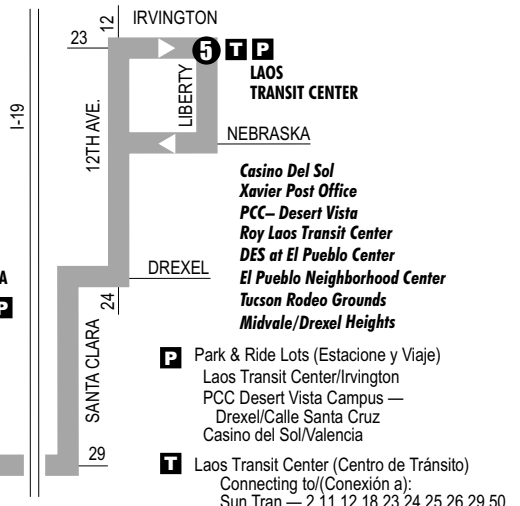 12
IRVINGTON
23
5 T P
LAOS
TRANSIT CENTER
I-19
12TH AVE.
LIBERTY
NEBRASKA
Casino Del Sol
Xavier Post Office
PCC– Desert Vista
Roy Laos Transit Center
DES at El Pueblo Center
El Pueblo Neighborhood Center
Tucson Rodeo Grounds
Midvale/Drexel Heights
DREXEL
A
P
24
SANTA CLARA
29
P Park & Ride Lots (Estacione y Viaje)
Laos Transit Center/Irvington
PCC Desert Vista Campus —
Drexel/Calle Santa Cruz
Casino del Sol/Valencia
T Laos Transit Center (Centro de Tránsito)
Connecting to/(Conexión a):
Sun Tran — 2,11,12,18,23,24,25,26,29,50